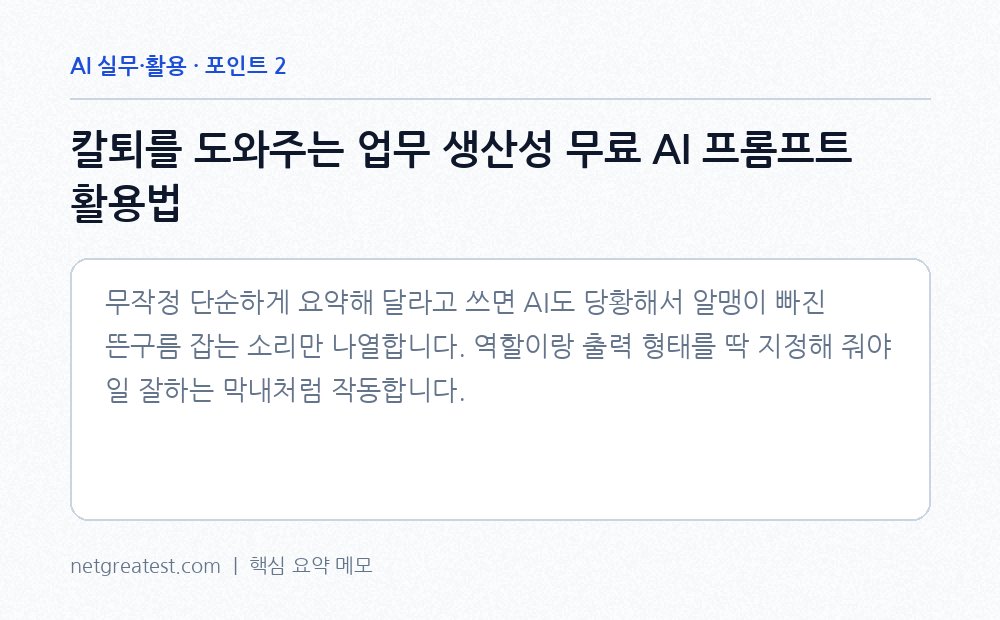 AI 실무·활용 · 포인트 2
칼퇴를 도와주는 업무 생산성 무료 AI 프롬프트
활용법
무작정 단순하게 요약해 달라고 쓰면 AI도 당황해서 알맹이 빠진
뜬구름 잡는 소리만 나열합니다. 역할이랑 출력 형태를 딱 지정해 줘야
일 잘하는 막내처럼 작동합니다.
netgreatest.com | 핵심 요약 메모